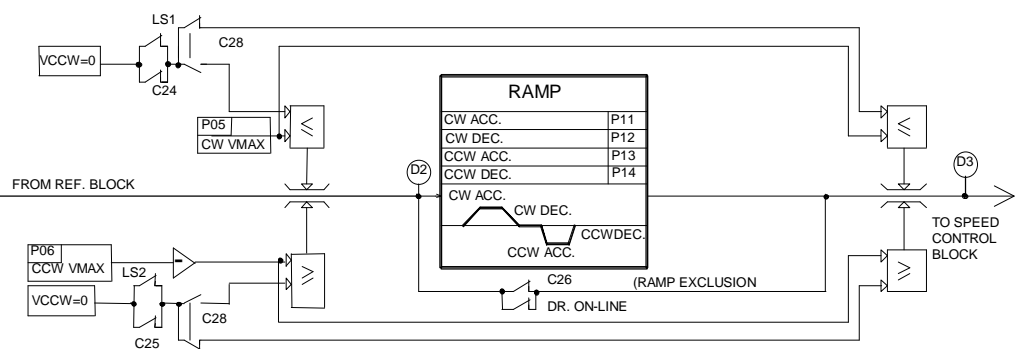 LS1
C28
VCCW=0
C24
P05
CW VMAX
≤
≤
RAMP
CW ACC. P11
CW DEC. P12
CCW ACC. P13
CCW DEC. P14
CW ACC.
CW DEC.
CCWDEC.
CCW ACC.
D2
D3
FROM REF. BLOCK
TO SPEED
CONTROL
BLOCK
P06
CCW VMAX
-
LS2
≥
≥
VCCW=0
C28
C25
C26
(RAMP EXCLUSION
DR. ON-LINE